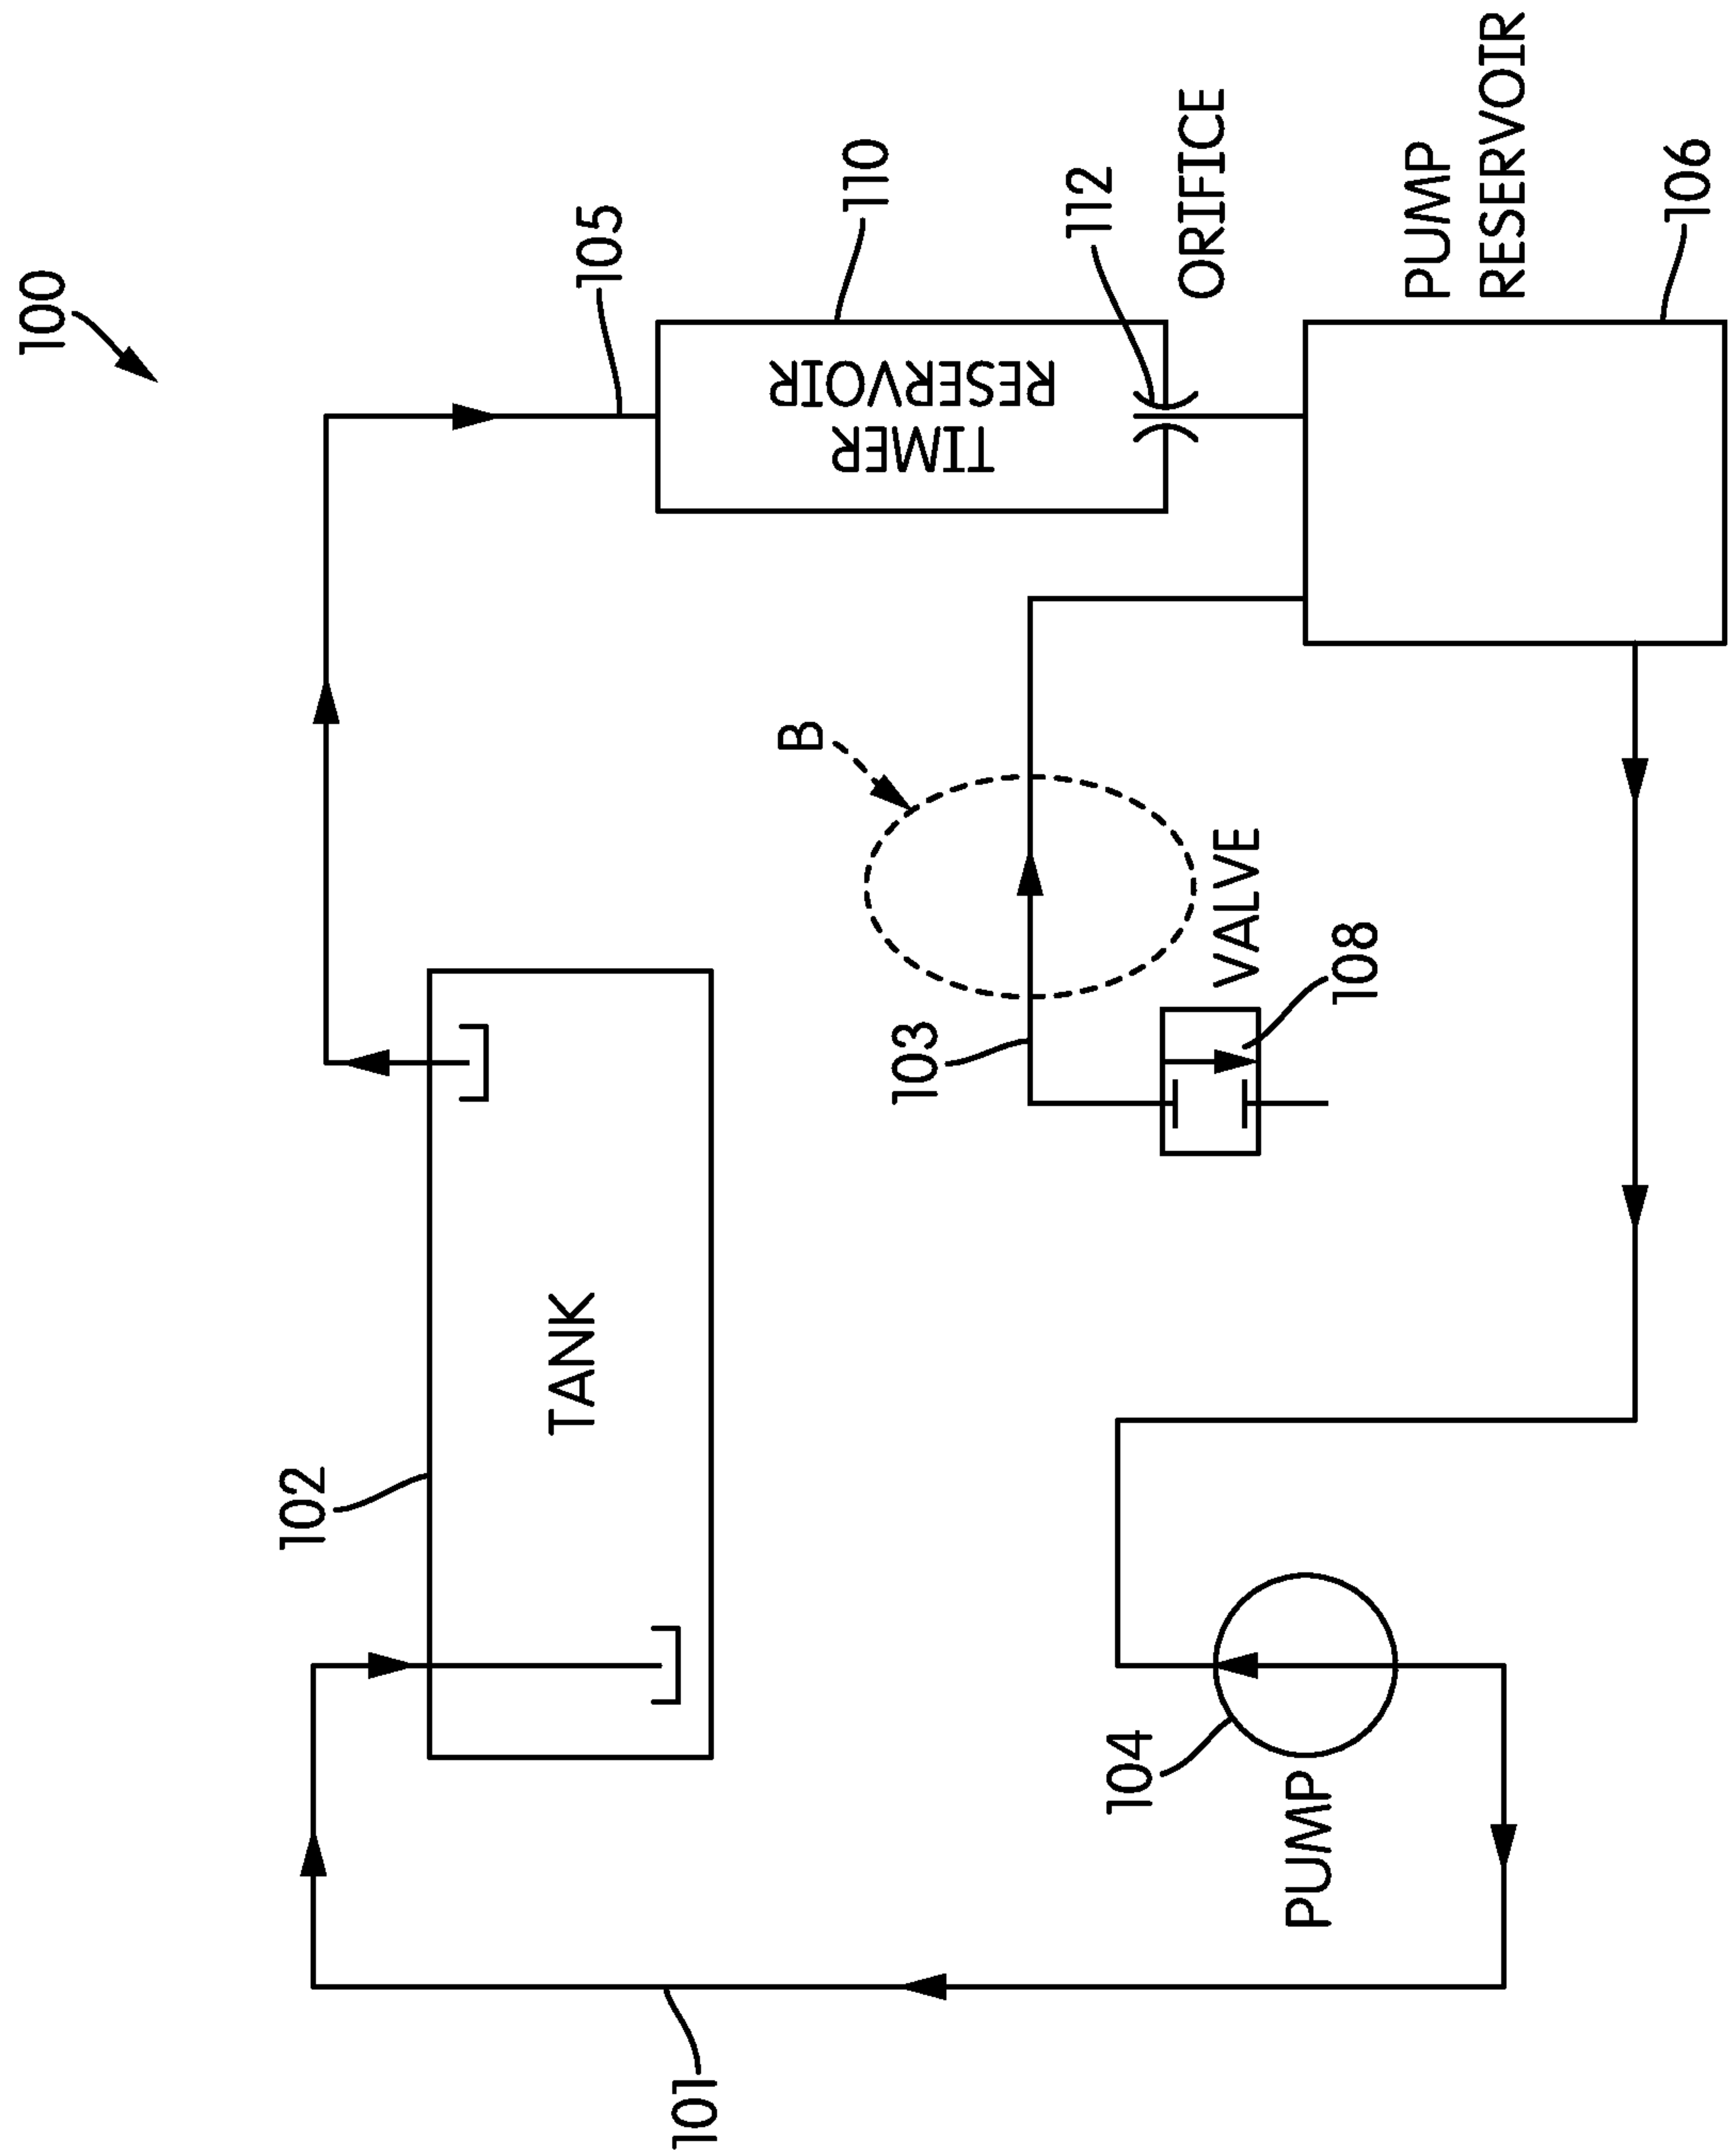 100
102
TANK
105
101
B
110
TIMER
RESERVOIR
103
112
104
ORIFICE
VALVE
PUMP
108
PUMP
RESERVOIR
106